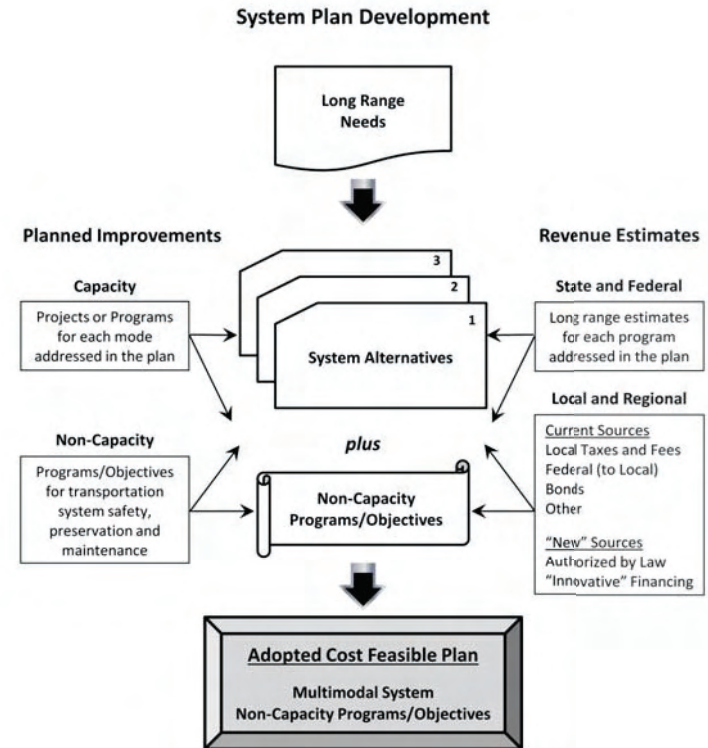 System Plan Development
Long Range
Needs
Planned Improvements
Capacity
Projects or Programs
for each mode
addressed in the plan
Non-Capacity
Programs/Objectives
for transportation
system safety,
preservation and
maintenance
3
2
1
System Alternatives
plus
Non-Capacity
Programs/Objectives
Revenue Estimates
State and Federal
Long range estimates
for each program
addressed in the plan
Local and Regional
Current Sources
Local Taxes and Fees
Federal (to Local)
Bonds
Other
"New" Sources
Authorized by Law
"Innovative" Financing
Adopted Cost Feasible Plan
Multimodal System
Non-Capacity Programs/Objectives